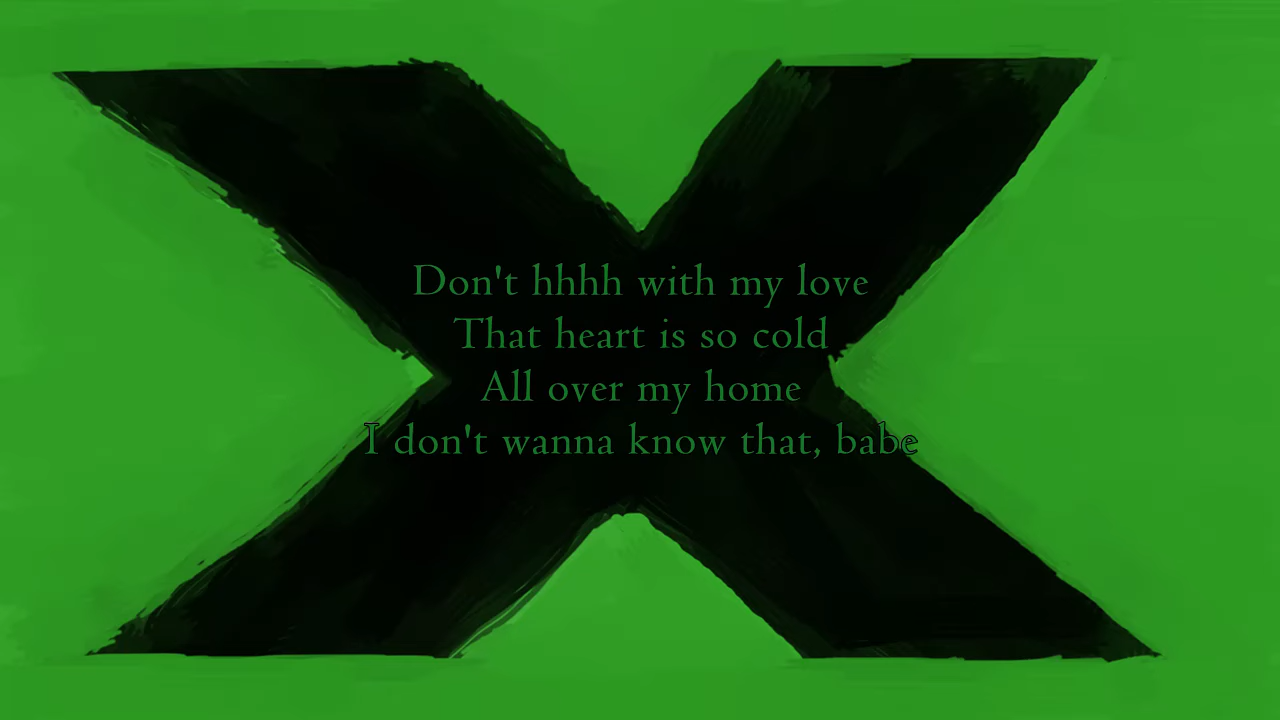 Don't hhhh with my love
That heart is so cold
All over my home
I don't wanna know that, babe